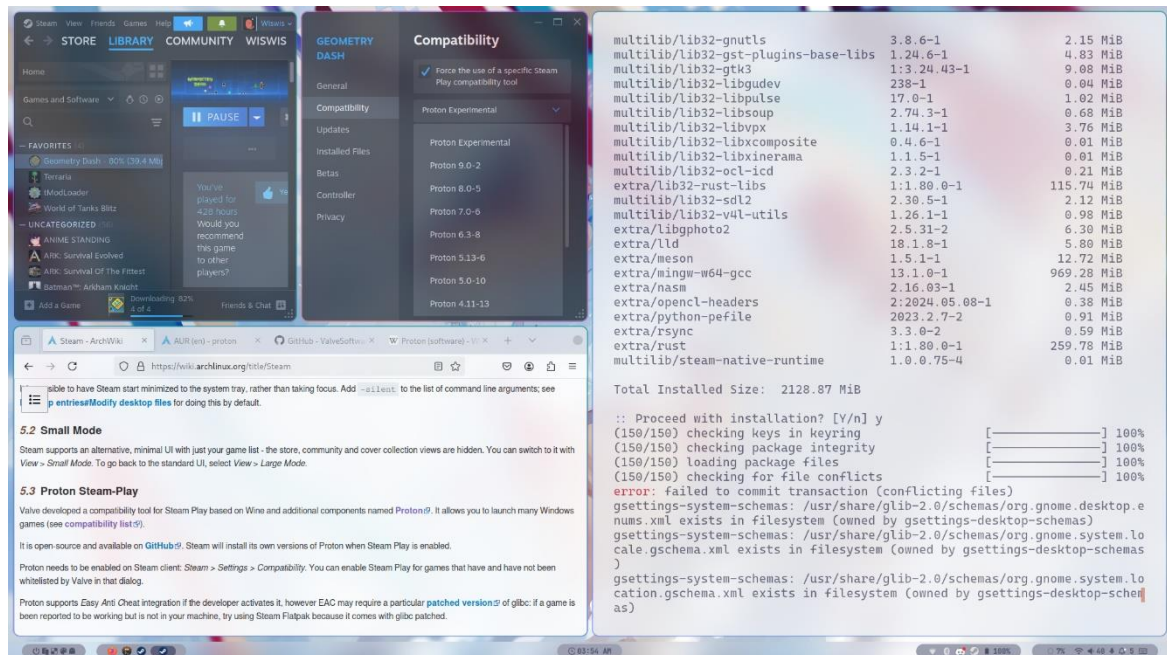 Steam View Friends Games Help
Wiswis
STORE LIBRARY COMMUNITY WISWIS
Home
Games and Software
PAUSE
FAVORITES (4)
Geometry Dash - 80% (39.4 Mb
Terraria
tModLoader
World of Tanks Blitz
UNCATEGORIZED
ANIME STANDING
ARK: Survival Evolved
ARK: Survival Of The Fittest
Batman™: Arkham Knight
You've
played for
428 hours
Would you
recommend
this game
to other
players?
Add a Game
Downloading 82%
4 of 4
Friends & Chat
GEOMETRY
DASH
General
Compatibility
Updates
Installed Files
Betas
Controller
Privacy
Compatibility
Force the use of a specific Steam
Play compatibility tool
Proton Experimental
Proton Experimental
Proton 9.0-2
Proton 8.0-5
Proton 7.0-6
Proton 6.3-8
Proton 5.13-6
Proton 5.0-10
Proton 4.11-13
Steam - ArchWiki
AUR (en) - proton
GitHub - ValveSoftw
Proton (software) - W
https://wiki.archlinux.org/title/Steam
sible to have Steam start minimized to the system tray, rather than taking focus. Add -silent to the list of command line arguments; see
p entries#Modify desktop files for doing this by default.
5.2 Small Mode
Steam supports an alternative, minimal UI with just your game list - the store, community and cover collection views are hidden. You can switch to it with
View > Small Mode. To go back to the standard UI, select View > Large Mode.
5.3 Proton Steam-Play
Valve developed a compatibility tool for Steam Play based on Wine and additional components named Proton. It allows you to launch many Windows
games (see compatibility list).
It is open-source and available on GitHub. Steam will install its own versions of Proton when Steam Play is enabled.
Proton needs to be enabled on Steam client: Steam > Settings > Compatibility. You can enable Steam Play for games that have and have not been
whitelisted by Valve in that dialog.
Proton supports Easy Anti Cheat integration if the developer activates it, however EAC may require a particular patched version of glibc: if a game is
been reported to be working but is not in your machine, try using Steam Flatpak because it comes with glibc patched.
multilib/lib32-gnutls 3.8.6-1 2.15 MiB
multilib/lib32-gst-plugins-base-libs 1.24.6-1 4.83 MiB
multilib/lib32-gtk3 1:3.24.43-1 9.08 MiB
multilib/lib32-libgudev 238-1 0.04 MiB
multilib/lib32-libpulse 17.0-1 1.02 MiB
multilib/lib32-libsoup 2.74.3-1 0.68 MiB
multilib/lib32-libvpx 1.14.1-1 3.76 MiB
multilib/lib32-libxcomposite 0.4.6-1 0.01 MiB
multilib/lib32-libxinerama 1.1.5-1 0.01 MiB
multilib/lib32-ocl-icd 2.3.2-1 0.21 MiB
extra/lib32-rust-libs 1:1.80.0-1 115.74 MiB
multilib/lib32-sdl2 2.30.5-1 2.12 MiB
multilib/lib32-v4l-utils 1.26.1-1 0.98 MiB
extra/libgphoto2 2.5.31-2 6.30 MiB
extra/lld 18.1.8-1 5.80 MiB
extra/meson 1.5.1-1 12.72 MiB
extra/mingw-w64-gcc 13.1.0-1 969.28 MiB
extra/nasm 2.16.03-1 2.45 MiB
extra/opencl-headers 2:2024.05.08-1 0.38 MiB
extra/python-pefile 2023.2.7-2 0.91 MiB
extra/rsync 3.3.0-2 0.59 MiB
extra/rust 1:1.80.0-1 259.78 MiB
multilib/steam-native-runtime 1.0.0.75-4 0.01 MiB
Total Installed Size: 2128.87 MiB
:: Proceed with installation? [Y/n] y
(150/150) checking keys in keyring [——————————] 100%
(150/150) checking package integrity [——————————] 100%
(150/150) loading package files [——————————] 100%
(150/150) checking for file conflicts [——————————] 100%
error: failed to commit transaction (conflicting files)
gsettings-system-schemas: /usr/share/glib-2.0/schemas/org.gnome.desktop.e
nums.xml exists in filesystem (owned by gsettings-desktop-schemas)
gsettings-system-schemas: /usr/share/glib-2.0/schemas/org.gnome.system.lo
cale.gschema.xml exists in filesystem (owned by gsettings-desktop-schemas
)
gsettings-system-schemas: /usr/share/glib-2.0/schemas/org.gnome.system.lo
cation.gschema.xml exists in filesystem (owned by gsettings-desktop-schem
as)
03:54 AM
100%
7%